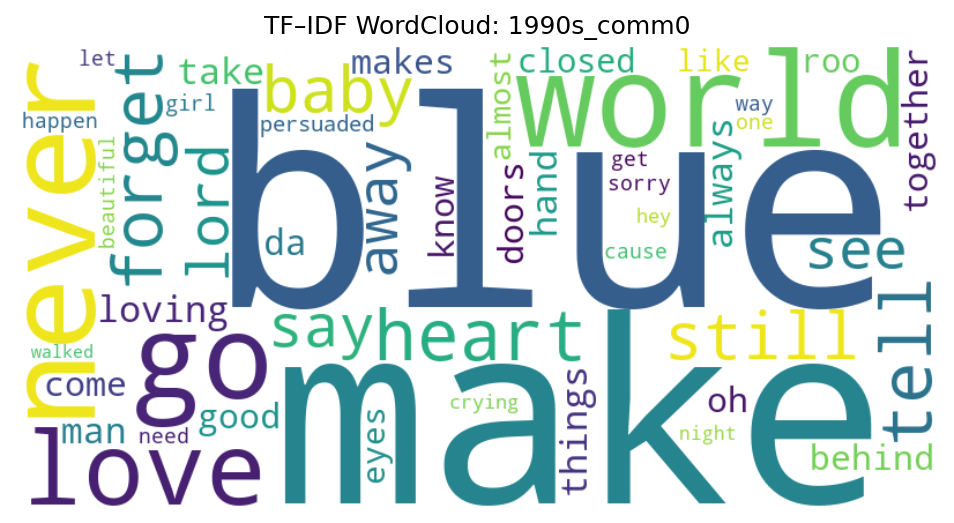 TF–IDF WordCloud: 1990s_comm0
let
take
makes
closed
like
roo
baby
world
girl
way
one
happen
persuaded
never
forget
almost
together
beautiful
lord
blue
away
know
doors
hand
get
sorry
always
hey
da
cause
see
loving
say
heart
still
tell
walked
go
make
come
things
oh
crying
good
eyes
man
need
night
love
behind